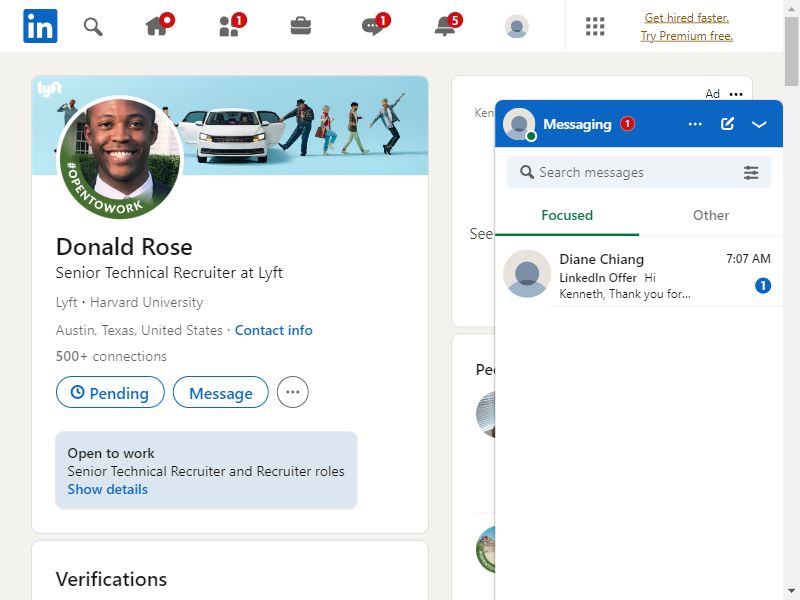 in
1
1
5
Get hired faster.
Try Premium free.
lyft
#OPENTOWORK
Donald Rose
Senior Technical Recruiter at Lyft
Lyft · Harvard University
Austin, Texas, United States · Contact info
500+ connections
Pending
Message
Open to work
Senior Technical Recruiter and Recruiter roles
Show details
Verifications
Ad
Ken
See
Pe
Messaging
1
Search messages
Focused
Other
Diane Chiang
7:07 AM
LinkedIn Offer Hi
Kenneth, Thank you for...
1